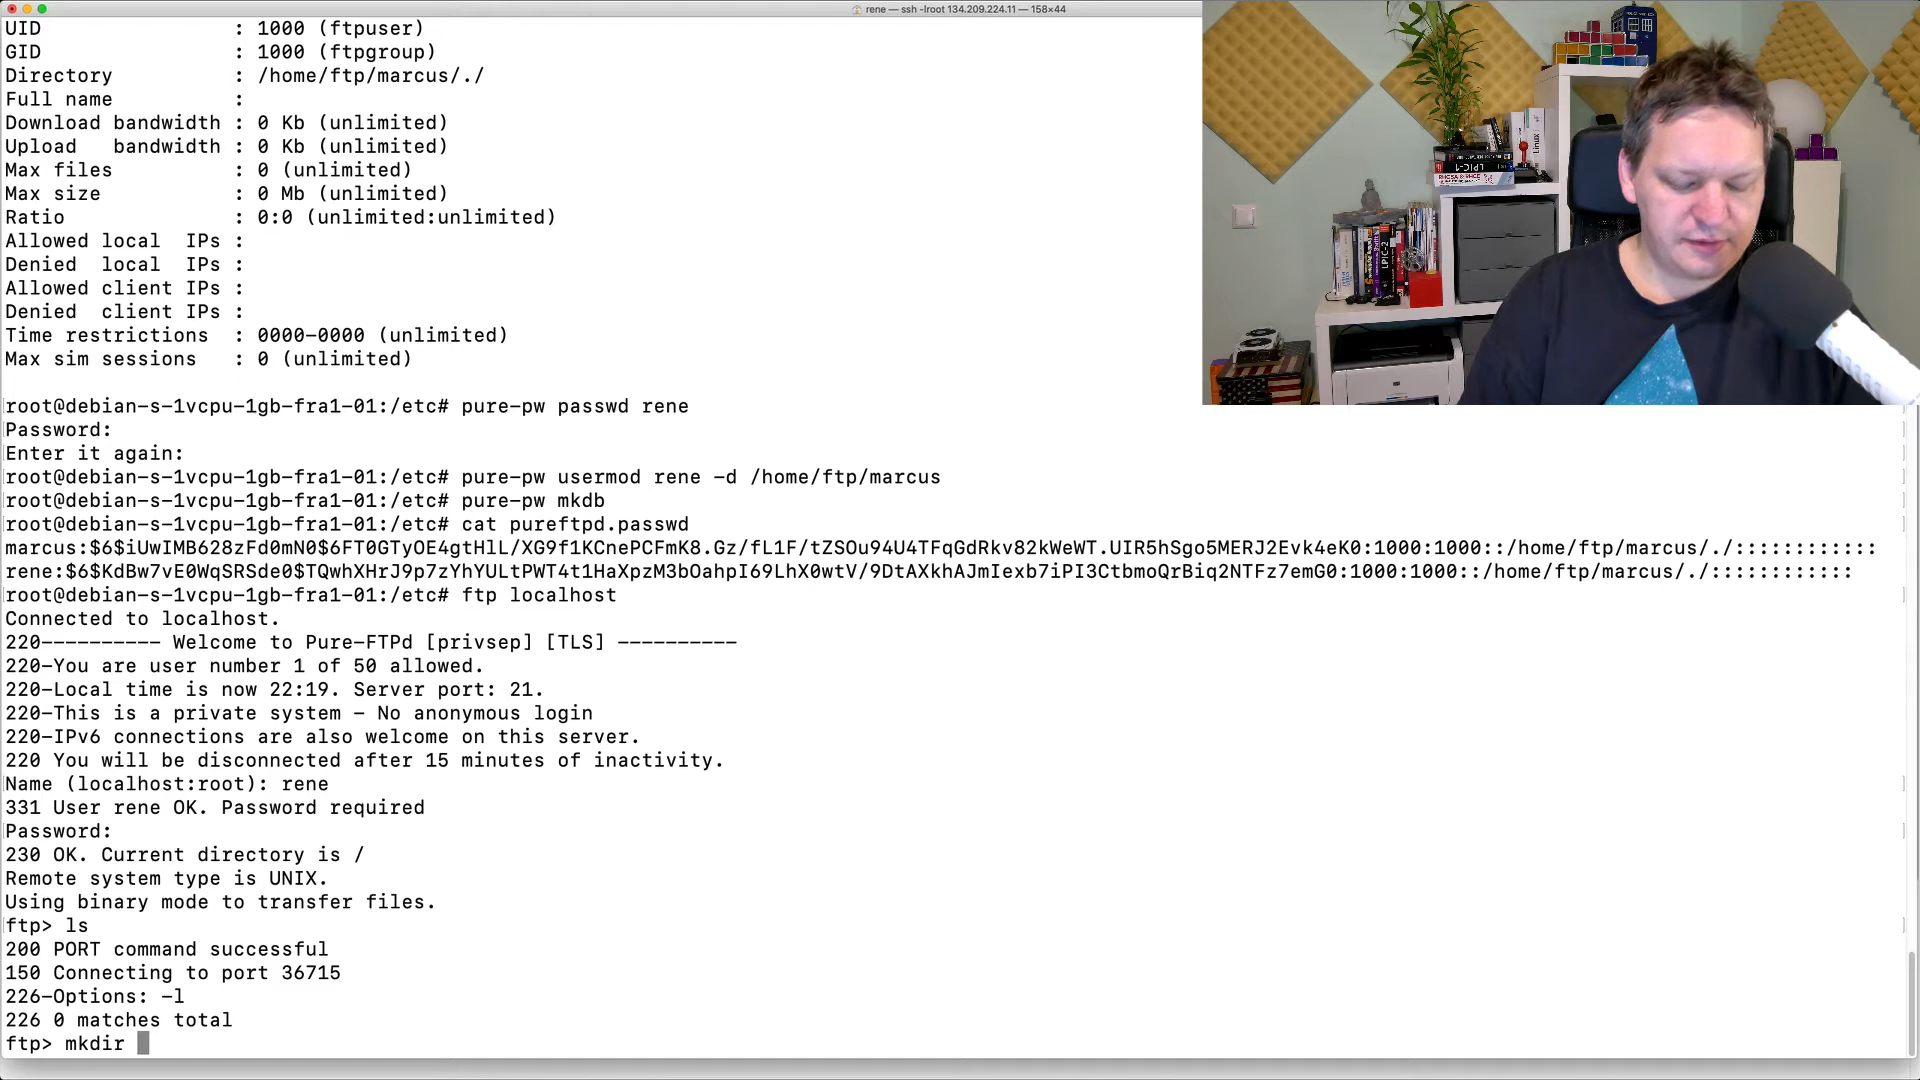 rene — ssh -lroot 134.209.224.11 — 158×44
UID                : 1000 (ftpuser)
GID                : 1000 (ftpgroup)
Directory          : /home/ftp/marcus/./
Full name          :
Download bandwidth : 0 Kb (unlimited)
Upload   bandwidth : 0 Kb (unlimited)
Max files          : 0 (unlimited)
Max size           : 0 Mb (unlimited)
Ratio              : 0:0 (unlimited:unlimited)
Allowed local  IPs :
Denied  local  IPs :
Allowed client IPs :
Denied  client IPs :
Time restrictions  : 0000-0000 (unlimited)
Max sim sessions   : 0 (unlimited)
root@debian-s-1vcpu-1gb-fra1-01:/etc# pure-pw passwd rene
Password:
Enter it again:
root@debian-s-1vcpu-1gb-fra1-01:/etc# pure-pw usermod rene -d /home/ftp/marcus
root@debian-s-1vcpu-1gb-fra1-01:/etc# pure-pw mkdb
root@debian-s-1vcpu-1gb-fra1-01:/etc# cat pureftpd.passwd
marcus:$6$iUwIMB628zFd0mN0$6FT0GTyOE4gtHlL/XG9f1KCnePCFmK8.Gz/fL1F/tZSOu94U4TFqGdRkv82kWeWT.UIR5hSgo5MERJ2Evk4eK0:1000:1000::/home/ftp/marcus/./::::::::::::
rene:$6$KdBw7vE0WqSRSde0$TQwhXHrJ9p7zYhYULtPWT4t1HaXpzM3bOahpI69LhX0wtV/9DtAXkhAJmIexb7iPI3CtbmoQrBiq2NTFz7emG0:1000:1000::/home/ftp/marcus/./::::::::::::
root@debian-s-1vcpu-1gb-fra1-01:/etc# ftp localhost
Connected to localhost.
220---------- Welcome to Pure-FTPd [privsep] [TLS] ----------
220-You are user number 1 of 50 allowed.
220-Local time is now 22:19. Server port: 21.
220-This is a private system - No anonymous login
220-IPv6 connections are also welcome on this server.
220 You will be disconnected after 15 minutes of inactivity.
Name (localhost:root): rene
331 User rene OK. Password required
Password:
230 OK. Current directory is /
Remote system type is UNIX.
Using binary mode to transfer files.
ftp> ls
200 PORT command successful
150 Connecting to port 36715
226-Options: -l
226 0 matches total
ftp> mkdir
Linux
LPIC-1
RHCSA & RHCE
LPIC-2